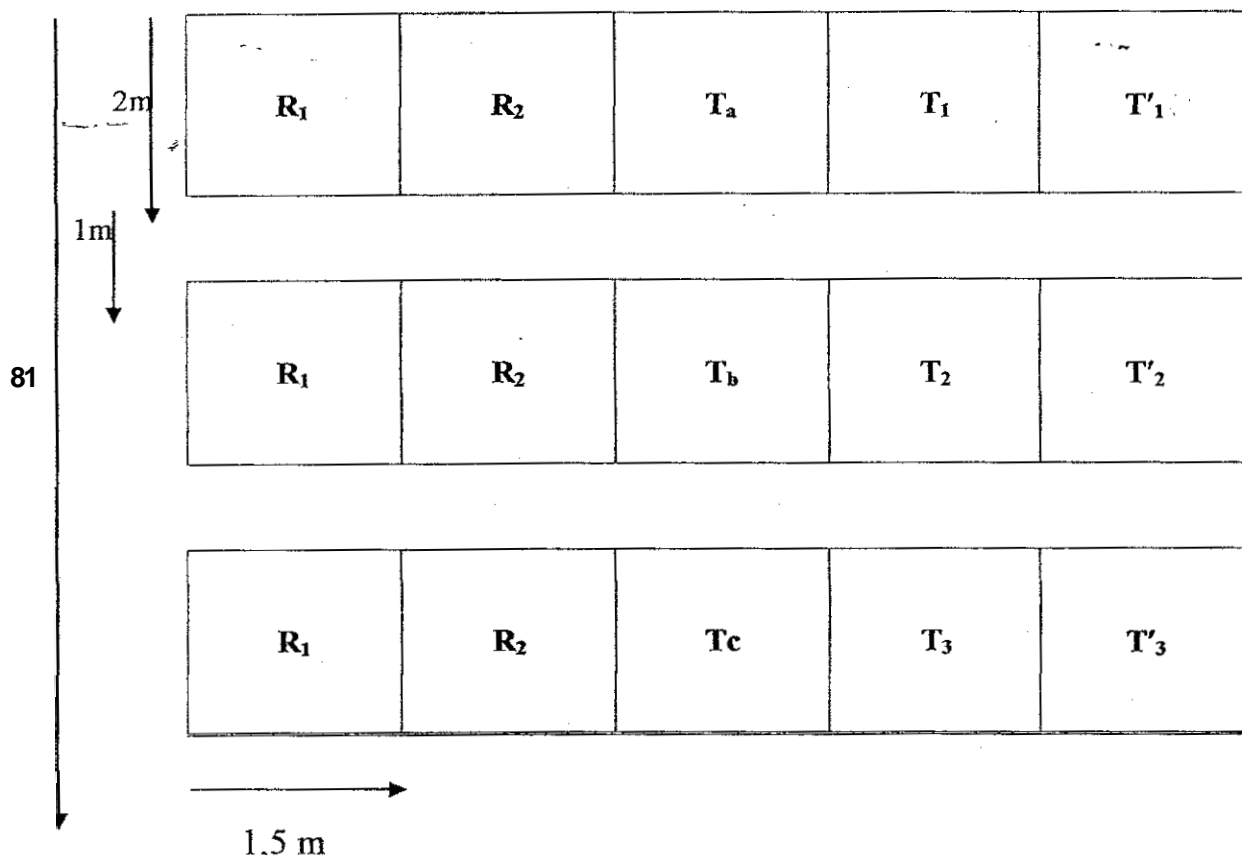 2m
R₁ R₂ Tₐ T₁ T'₁
1m
81
R₁ R₂ T_b T₂ T'₂
R₁ R₂ Tc T₃ T'₃
1,5 m